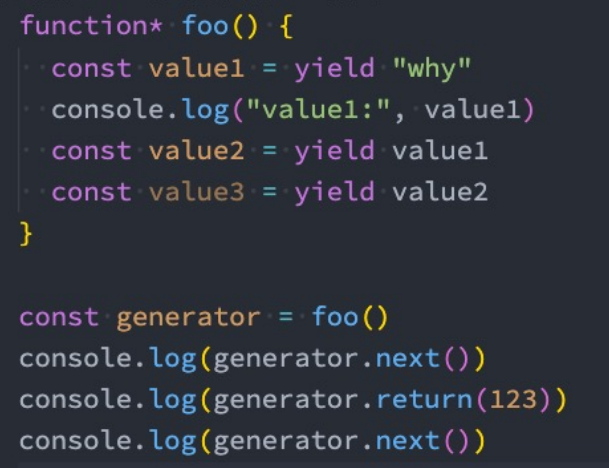 function* foo() {
  const value1 = yield "why"
  console.log("value1:", value1)
  const value2 = yield value1
  const value3 = yield value2
}

const generator = foo()
console.log(generator.next())
console.log(generator.return(123))
console.log(generator.next())